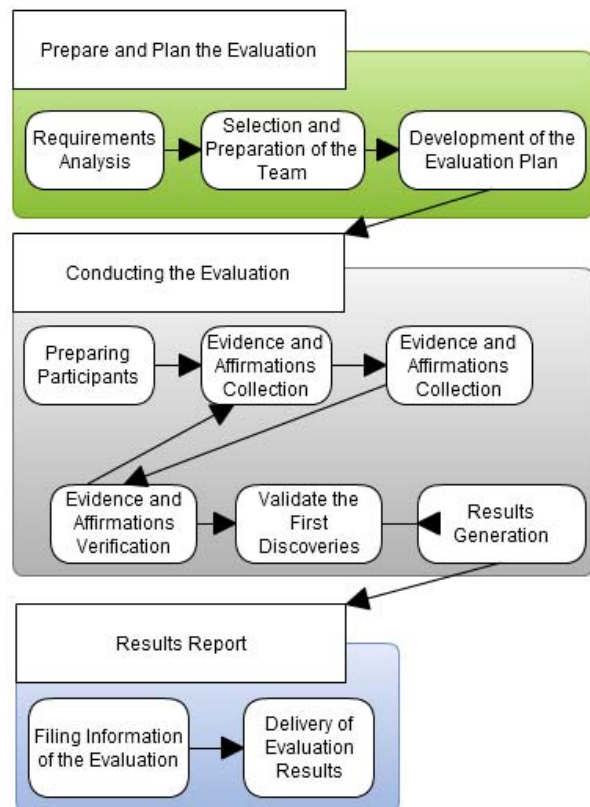 Prepare and Plan the Evaluation
Requirements
Analysis
Selection and
Preparation of the
Team
Development of the
Evaluation Plan
Conducting the Evaluation
Preparing
Participants
Evidence and
Affirmations
Collection
Evidence and
Affirmations
Collection
Evidence and
Affirmations
Verification
Validate the
First
Discoveries
Results
Generation
Results Report
Filing Information
of the Evaluation
Delivery of
Evaluation
Results